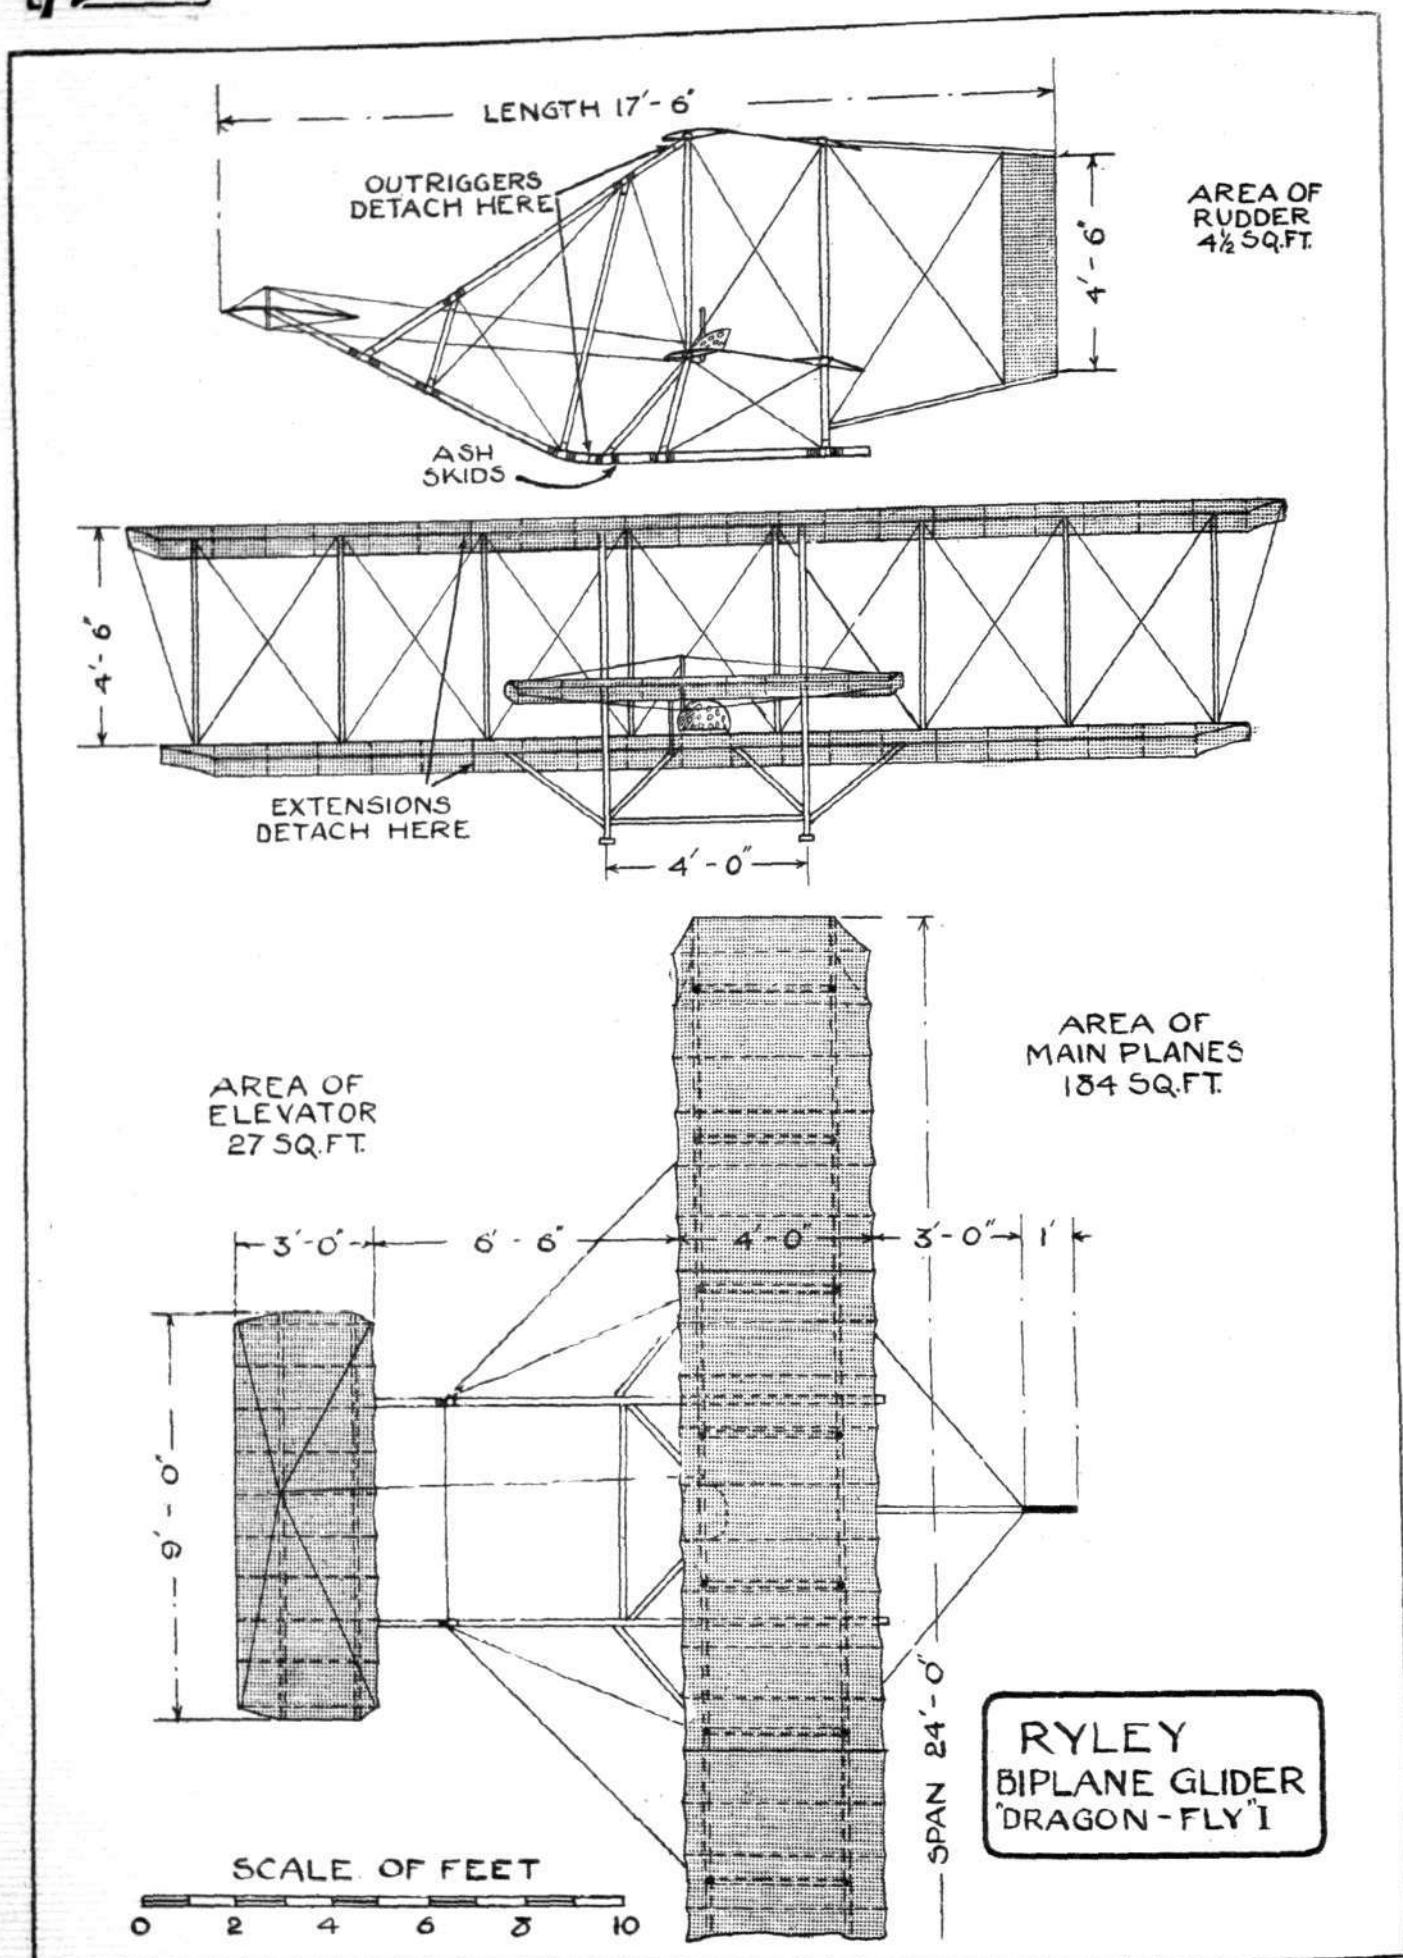 LENGTH 17'-6"
OUTRIGGERS
DETACH HERE
AREA OF
RUDDER
4½ SQ.FT.
4'-6"
ASH
SKIDS
4'-6"
EXTENSIONS
DETACH HERE
4'-0"
AREA OF
MAIN PLANES
184 SQ.FT.
AREA OF
ELEVATOR
27 SQ.FT.
3'-0" 6'-6" 4'-0" 3'-0" 1'
9'-0"
SPAN 24'-0"
RYLEY
BIPLANE GLIDER
"DRAGON-FLY" I
SCALE OF FEET
0 2 4 6 8 10